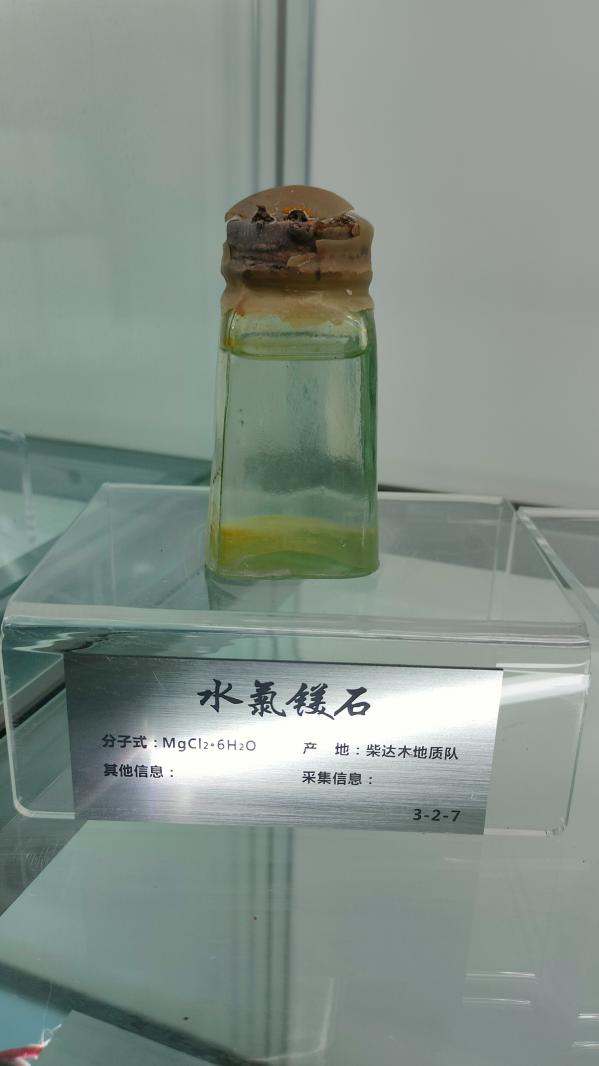 水氯镁石
分子式：MgCl₂·6H₂O 产 地：柴达木地质队
其他信息： 采集信息：
3-2-7